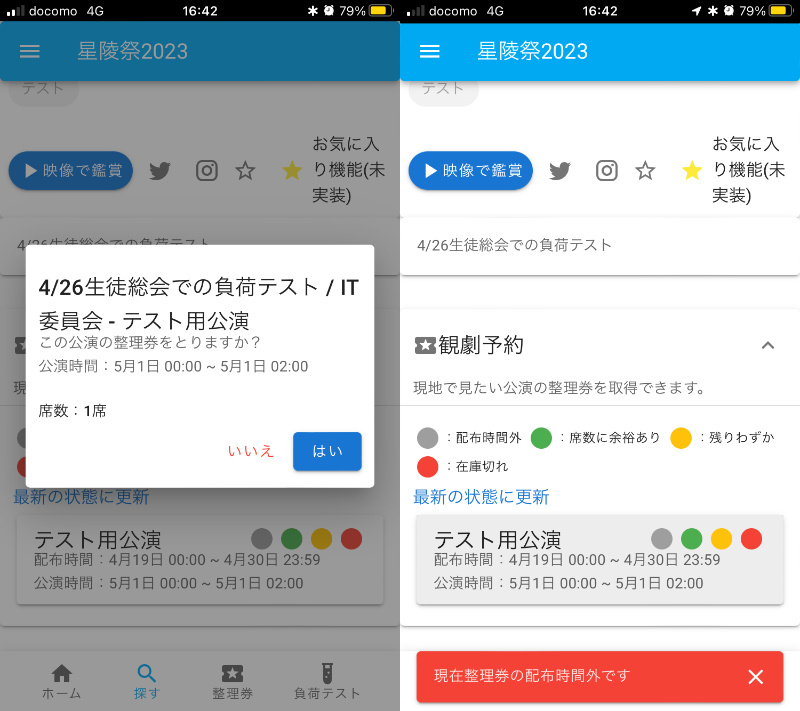 docomo 4G 16:42 79%
星陵祭2023
テスト
映像で鑑賞
お気に入
り機能(未
実装)
4/26生徒総会での負荷テスト
4/26生徒総会での負荷テスト / IT
委員会 - テスト用公演
この公演の整理券をとりますか？
公演時間：5月1日 00:00 ~ 5月1日 02:00
席数：1席
いいえ はい
現
最新の状態に更新
テスト用公演
配布時間：4月19日 00:00 ~ 4月30日 23:59
公演時間：5月1日 00:00 ~ 5月1日 02:00
ホーム 探す 整理券 負荷テスト
docomo 4G 16:42 79%
星陵祭2023
テスト
映像で鑑賞
お気に入
り機能(未
実装)
4/26生徒総会での負荷テスト
観劇予約
現地で見たい公演の整理券を取得できます。
：配布時間外 ：席数に余裕あり ：残りわずか
：在庫切れ
最新の状態に更新
テスト用公演
配布時間：4月19日 00:00 ~ 4月30日 23:59
公演時間：5月1日 00:00 ~ 5月1日 02:00
現在整理券の配布時間外です